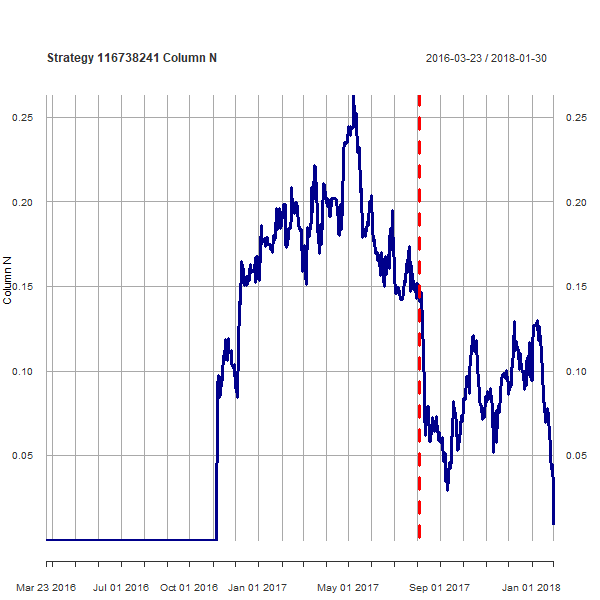 Strategy 116738241 Column N
2016-03-23 / 2018-01-30
0.25
0.25
0.20
0.20
0.15
0.15
0.10
0.10
0.05
0.05
Column N
Mar 23 2016
Jul 01 2016
Oct 01 2016
Jan 01 2017
May 01 2017
Sep 01 2017
Jan 01 2018